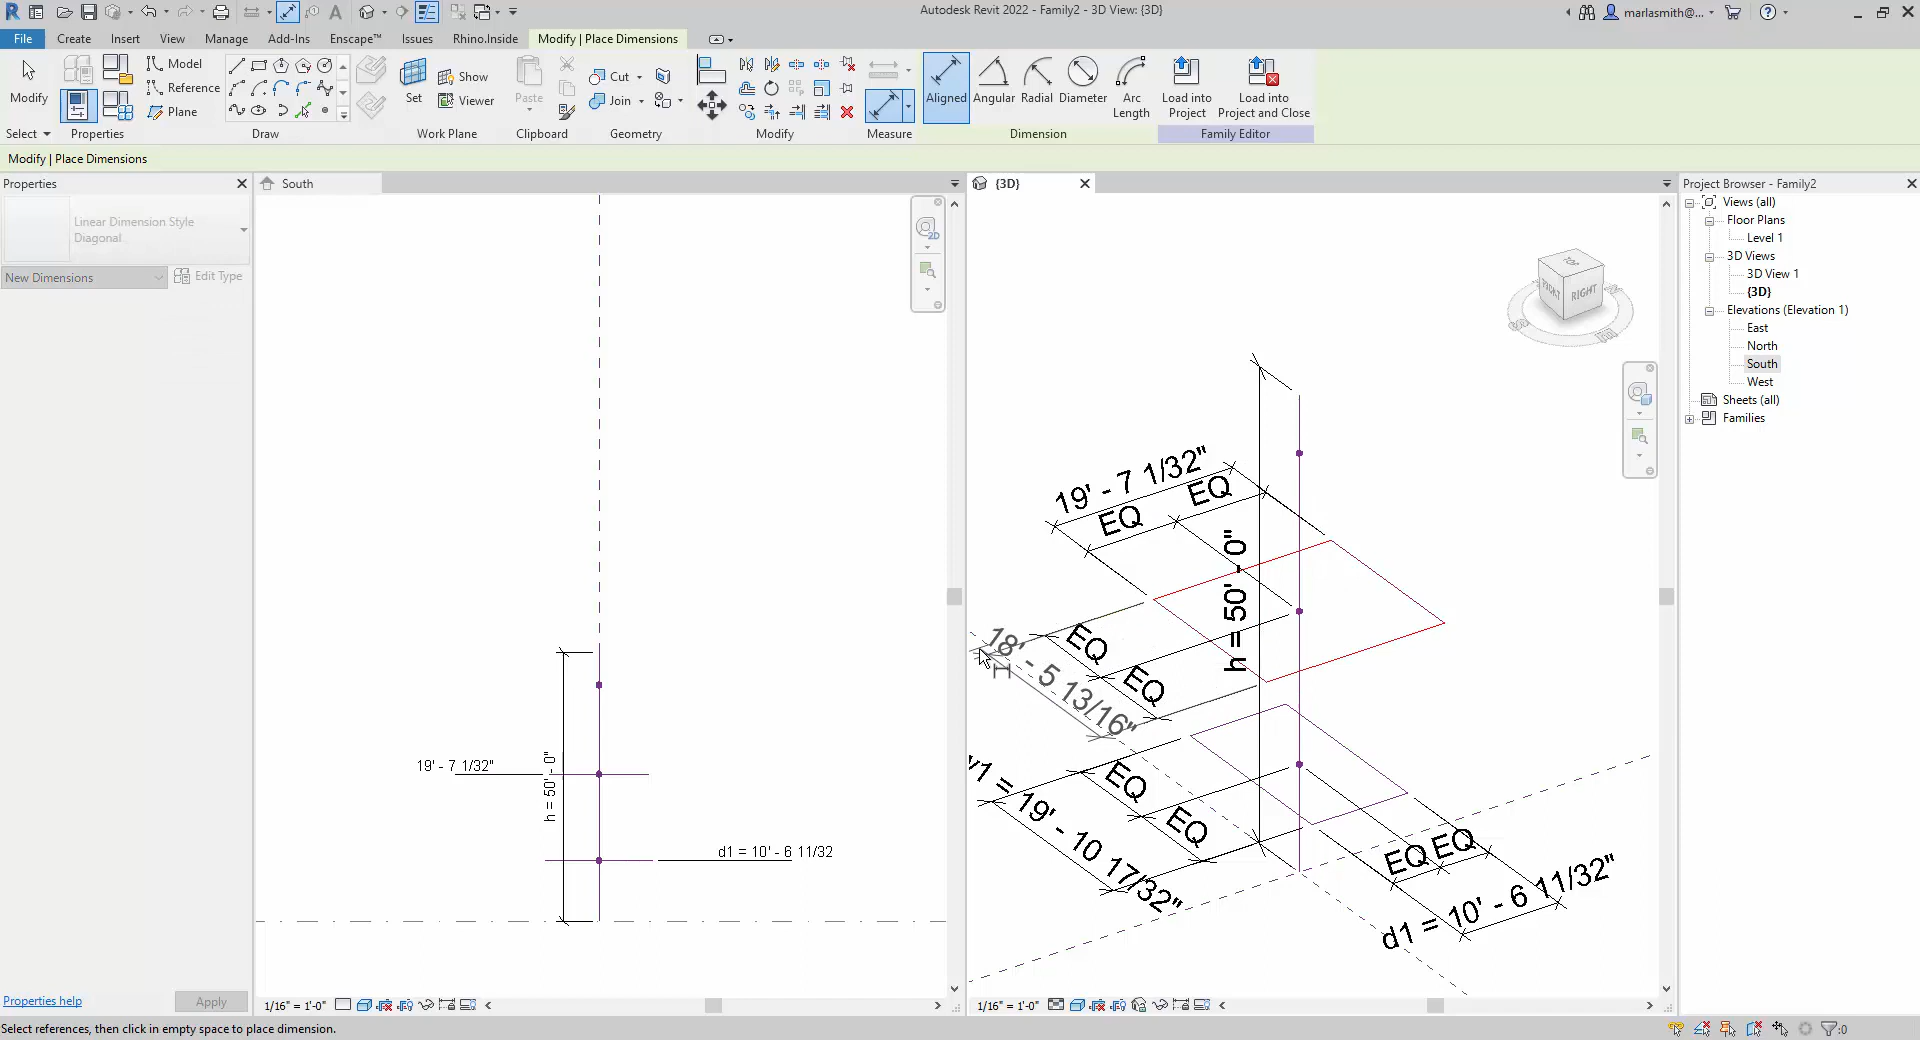 Autodesk Revit 2022 - Family2 - 3D View: {3D}
marlasmith@...
File Create Insert View Manage Add-Ins Enscape™ Issues Rhino.Inside Modify | Place Dimensions
Modify
Select
Properties
Model
Reference
Plane
Draw
Set
Show
Viewer
Work Plane
Paste
Clipboard
Cut
Join
Geometry
Modify
Measure
Aligned
Angular
Radial
Diameter
Arc
Length
Dimension
Load into
Project
Load into
Project and Close
Family Editor
Modify | Place Dimensions
Properties
Linear Dimension Style
Diagonal
New Dimensions
Edit Type
Properties help
Apply
South
2D
19' - 7 1/32"
h = 50' - 0"
d1 = 10' - 6 11/32
1/16" = 1'-0"
{3D}
TOP
FRONT
RIGHT
S
19' - 7 1/32"
EQ
EQ
h = 50' - 0"
18' - 5 13/16"
EQ
EQ
w1 = 19' - 10 17/32"
EQ
EQ
EQ
EQ
d1 = 10' - 6 11/32"
1/16" = 1'-0"
Project Browser - Family2
Views (all)
Floor Plans
Level 1
3D Views
3D View 1
{3D}
Elevations (Elevation 1)
East
North
South
West
Sheets (all)
Families
Select references, then click in empty space to place dimension.
:0